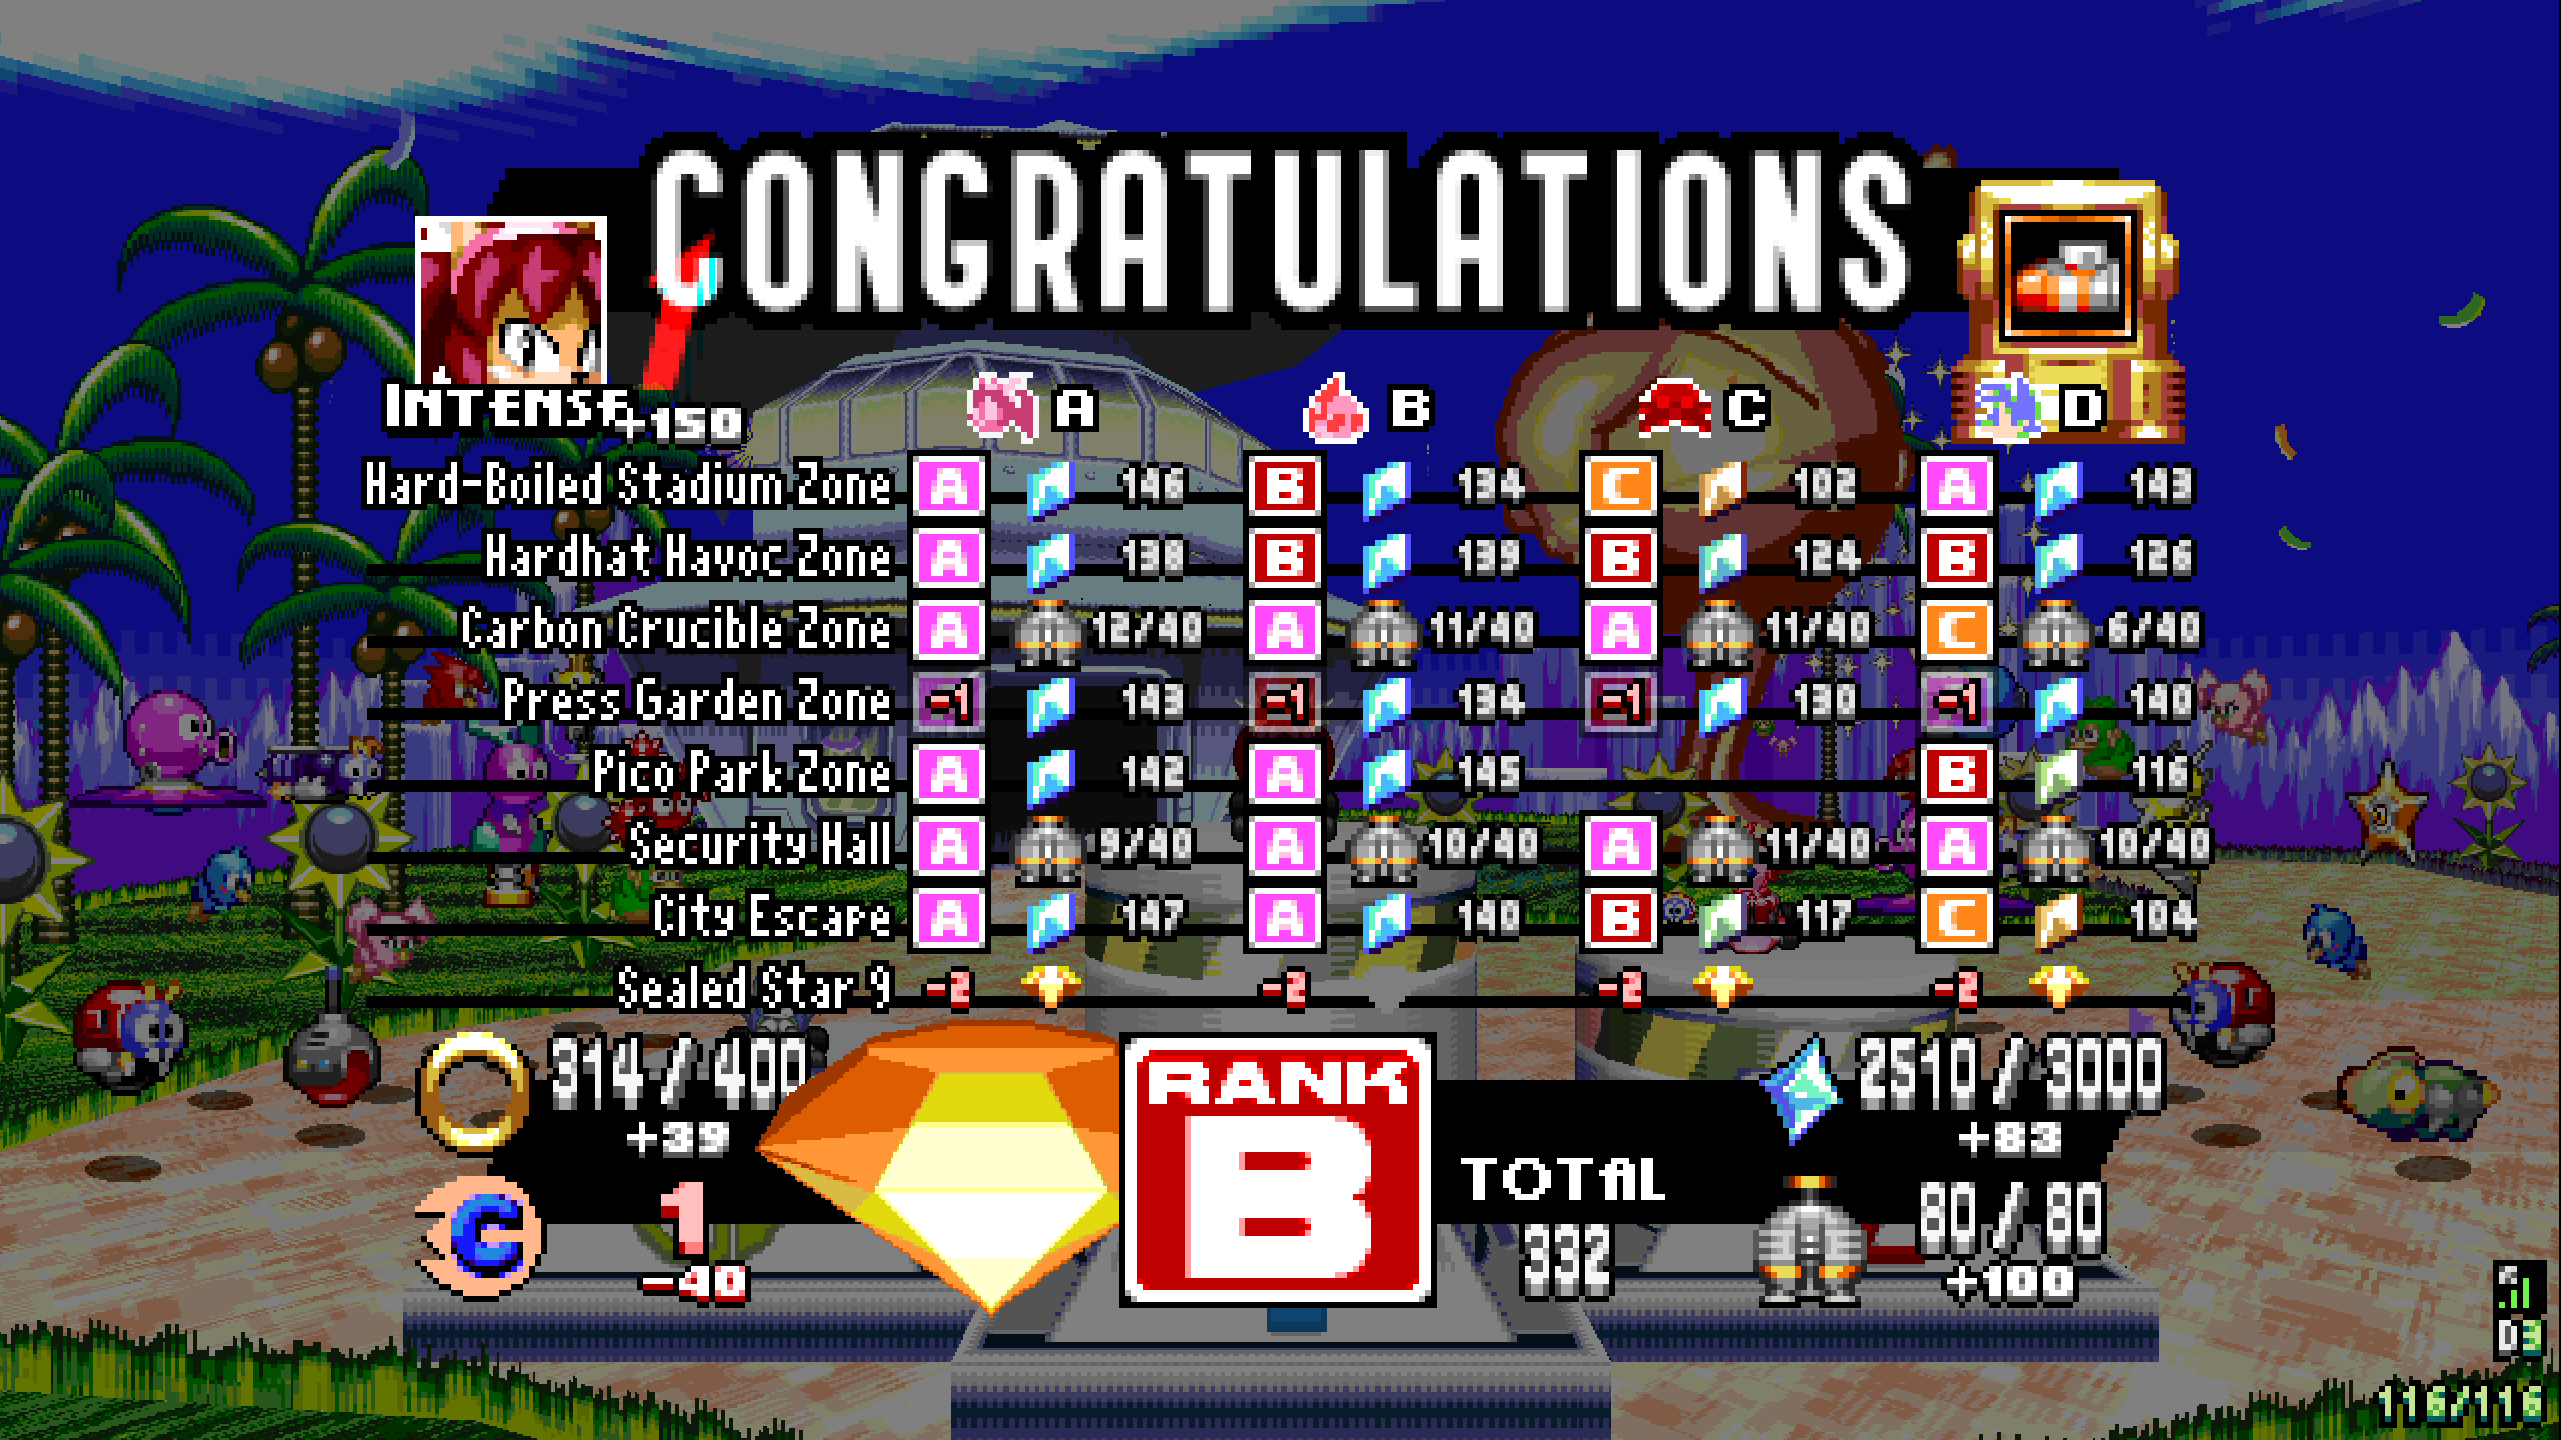 CONGRATULATIONS
INTENSE +150
A B C D
Hard-Boiled Stadium Zone A 146 B 134 C 102 A 143
Hardhat Havoc Zone A 138 B 139 B 124 B 126
Carbon Crucible Zone A 12/40 A 11/40 A 11/40 C 6/40
Press Garden Zone -1 143 -1 134 -1 130 -1 140
Pico Park Zone A 142 A 145 B 116
Security Hall A 9/40 A 10/40 A 11/40 A 10/40
City Escape A 147 A 140 B 117 C 104
Sealed Star 9 -2 -2 -2 -2
314/400 RANK 2510/3000
+39 B +83
C 1 TOTAL 80/80
-40 332 +100
P
D3
116/116